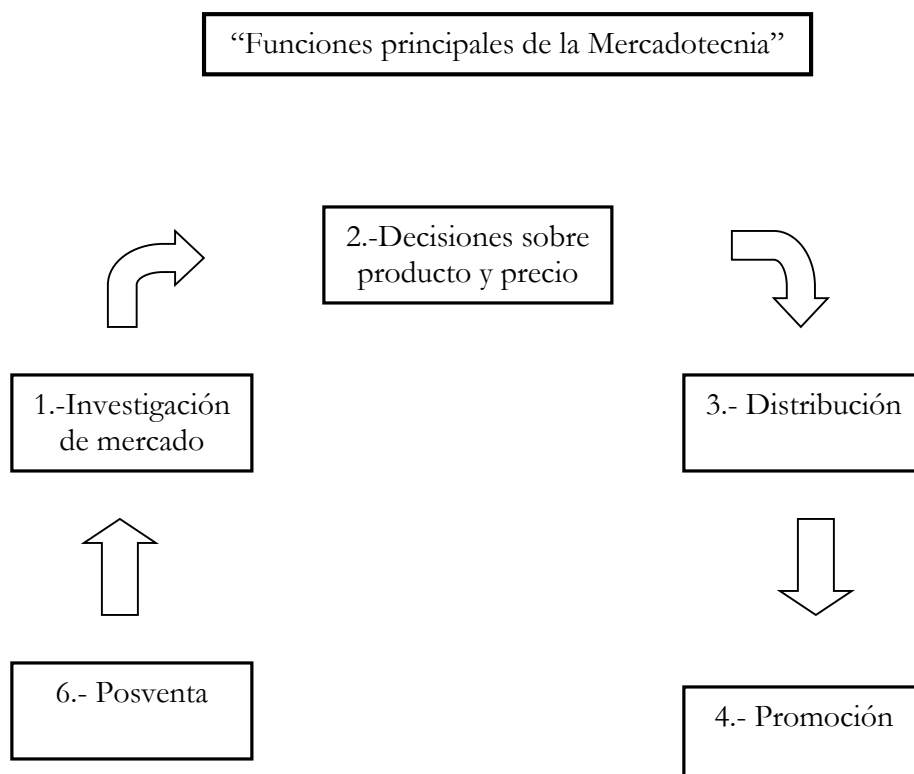 “Funciones principales de la Mercadotecnia”
2.-Decisiones sobre
producto y precio
1.-Investigación
de mercado
3.- Distribución
6.- Posventa
4.- Promoción